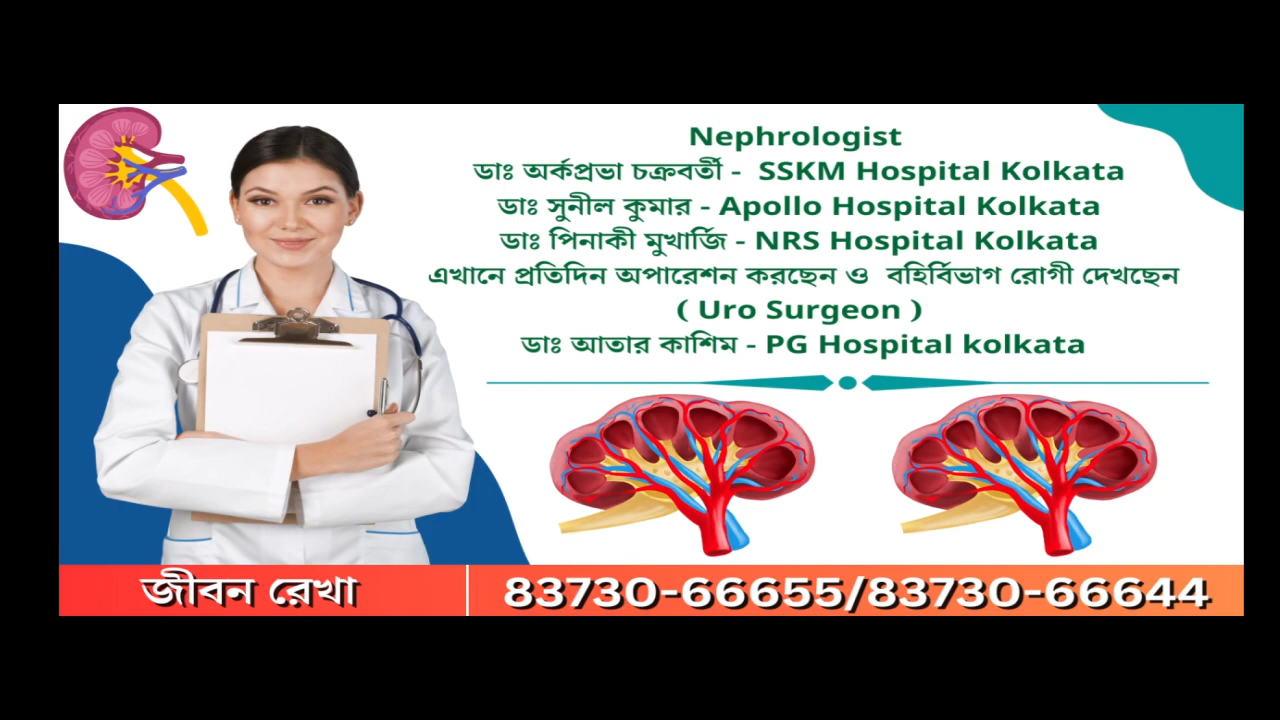 Nephrologist
ডাঃ অর্কপ্রভা চক্রবর্তী - SSKM Hospital Kolkata
ডাঃ সুনীল কুমার - Apollo Hospital Kolkata
ডাঃ পিনাকী মুখার্জি - NRS Hospital Kolkata
এখানে প্রতিদিন অপারেশন করছেন ও বহির্বিভাগ রোগী দেখছেন
( Uro Surgeon )
ডাঃ আতার কাশিম - PG Hospital kolkata
জীবন রেখা
83730-66655/83730-66644